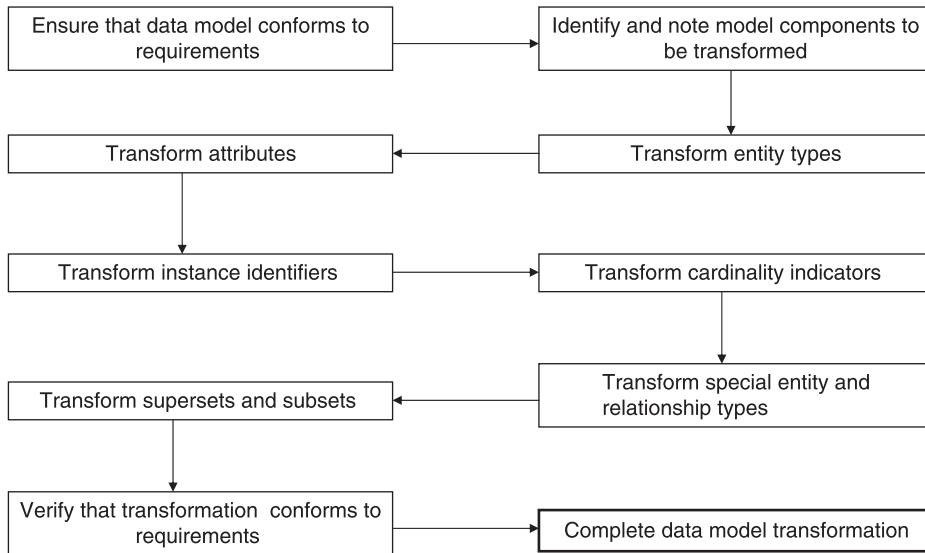 Ensure that data model conforms to
requirements
Identify and note model components to
be transformed
Transform entity types
Transform attributes
Transform instance identifiers
Transform cardinality indicators
Transform special entity and
relationship types
Transform supersets and subsets
Verify that transformation conforms to
requirements
Complete data model transformation